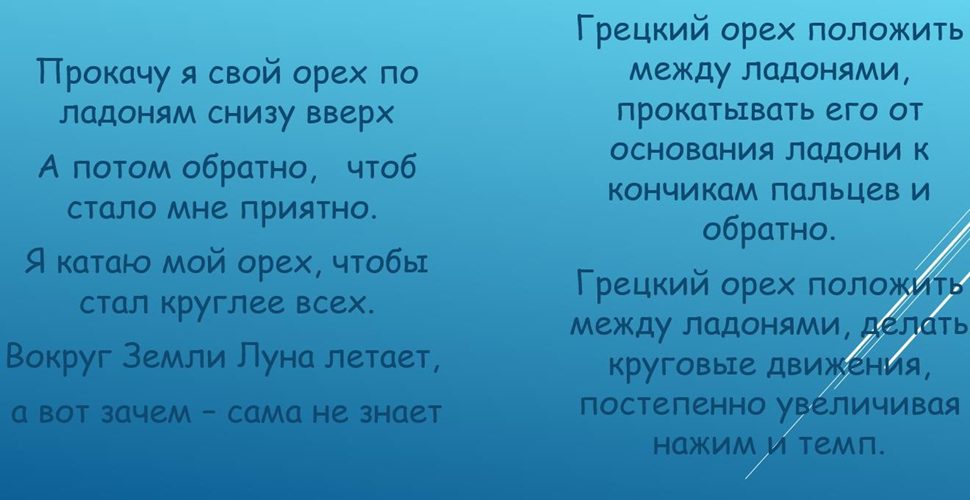 Прокачу я свой орех по
ладоням снизу вверх
А потом обратно, чтоб
стало мне приятно.
Я катаю мой орех, чтобы
стал круглее всех.
Вокруг Земли Луна летает,
а вот зачем – сама не знает
Грецкий орех положить
между ладонями,
прокатывать его от
основания ладони к
кончикам пальцев и
обратно.
Грецкий орех положить
между ладонями, делать
круговые движения,
постепенно увеличивая
нажим и темп.